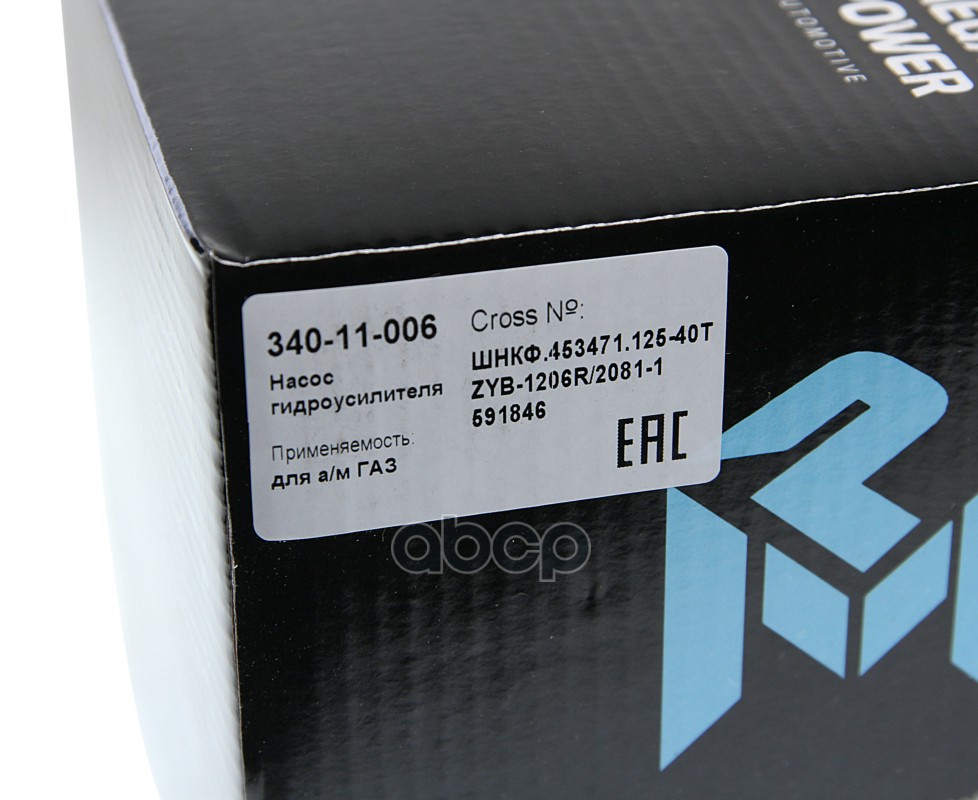 POWER
AUTOMOTIVE
340-11-006
Насос
гидроусилителя
Применяемость:
для а/м ГАЗ
Cross №:
ШНКФ.453471.125-40Т
ZYB-1206R/2081-1
591846
EAC
abcp